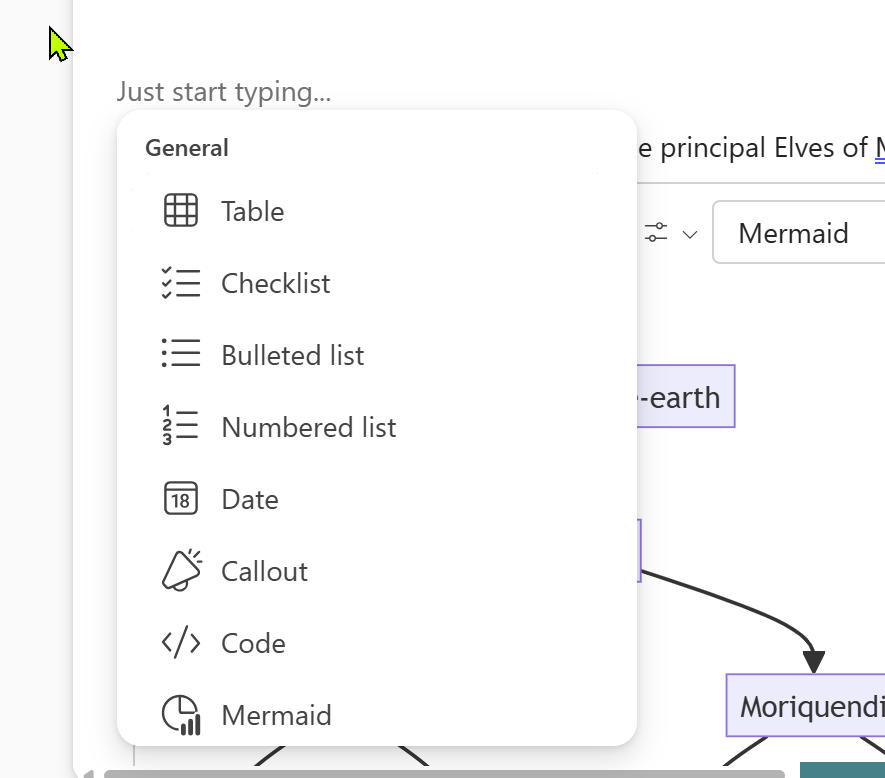 Just start typing...
General
e principal Elves of
Table
Mermaid
Checklist
Bulleted list
-earth
Numbered list
18 Date
Callout
Code
Moriquendi
Mermaid